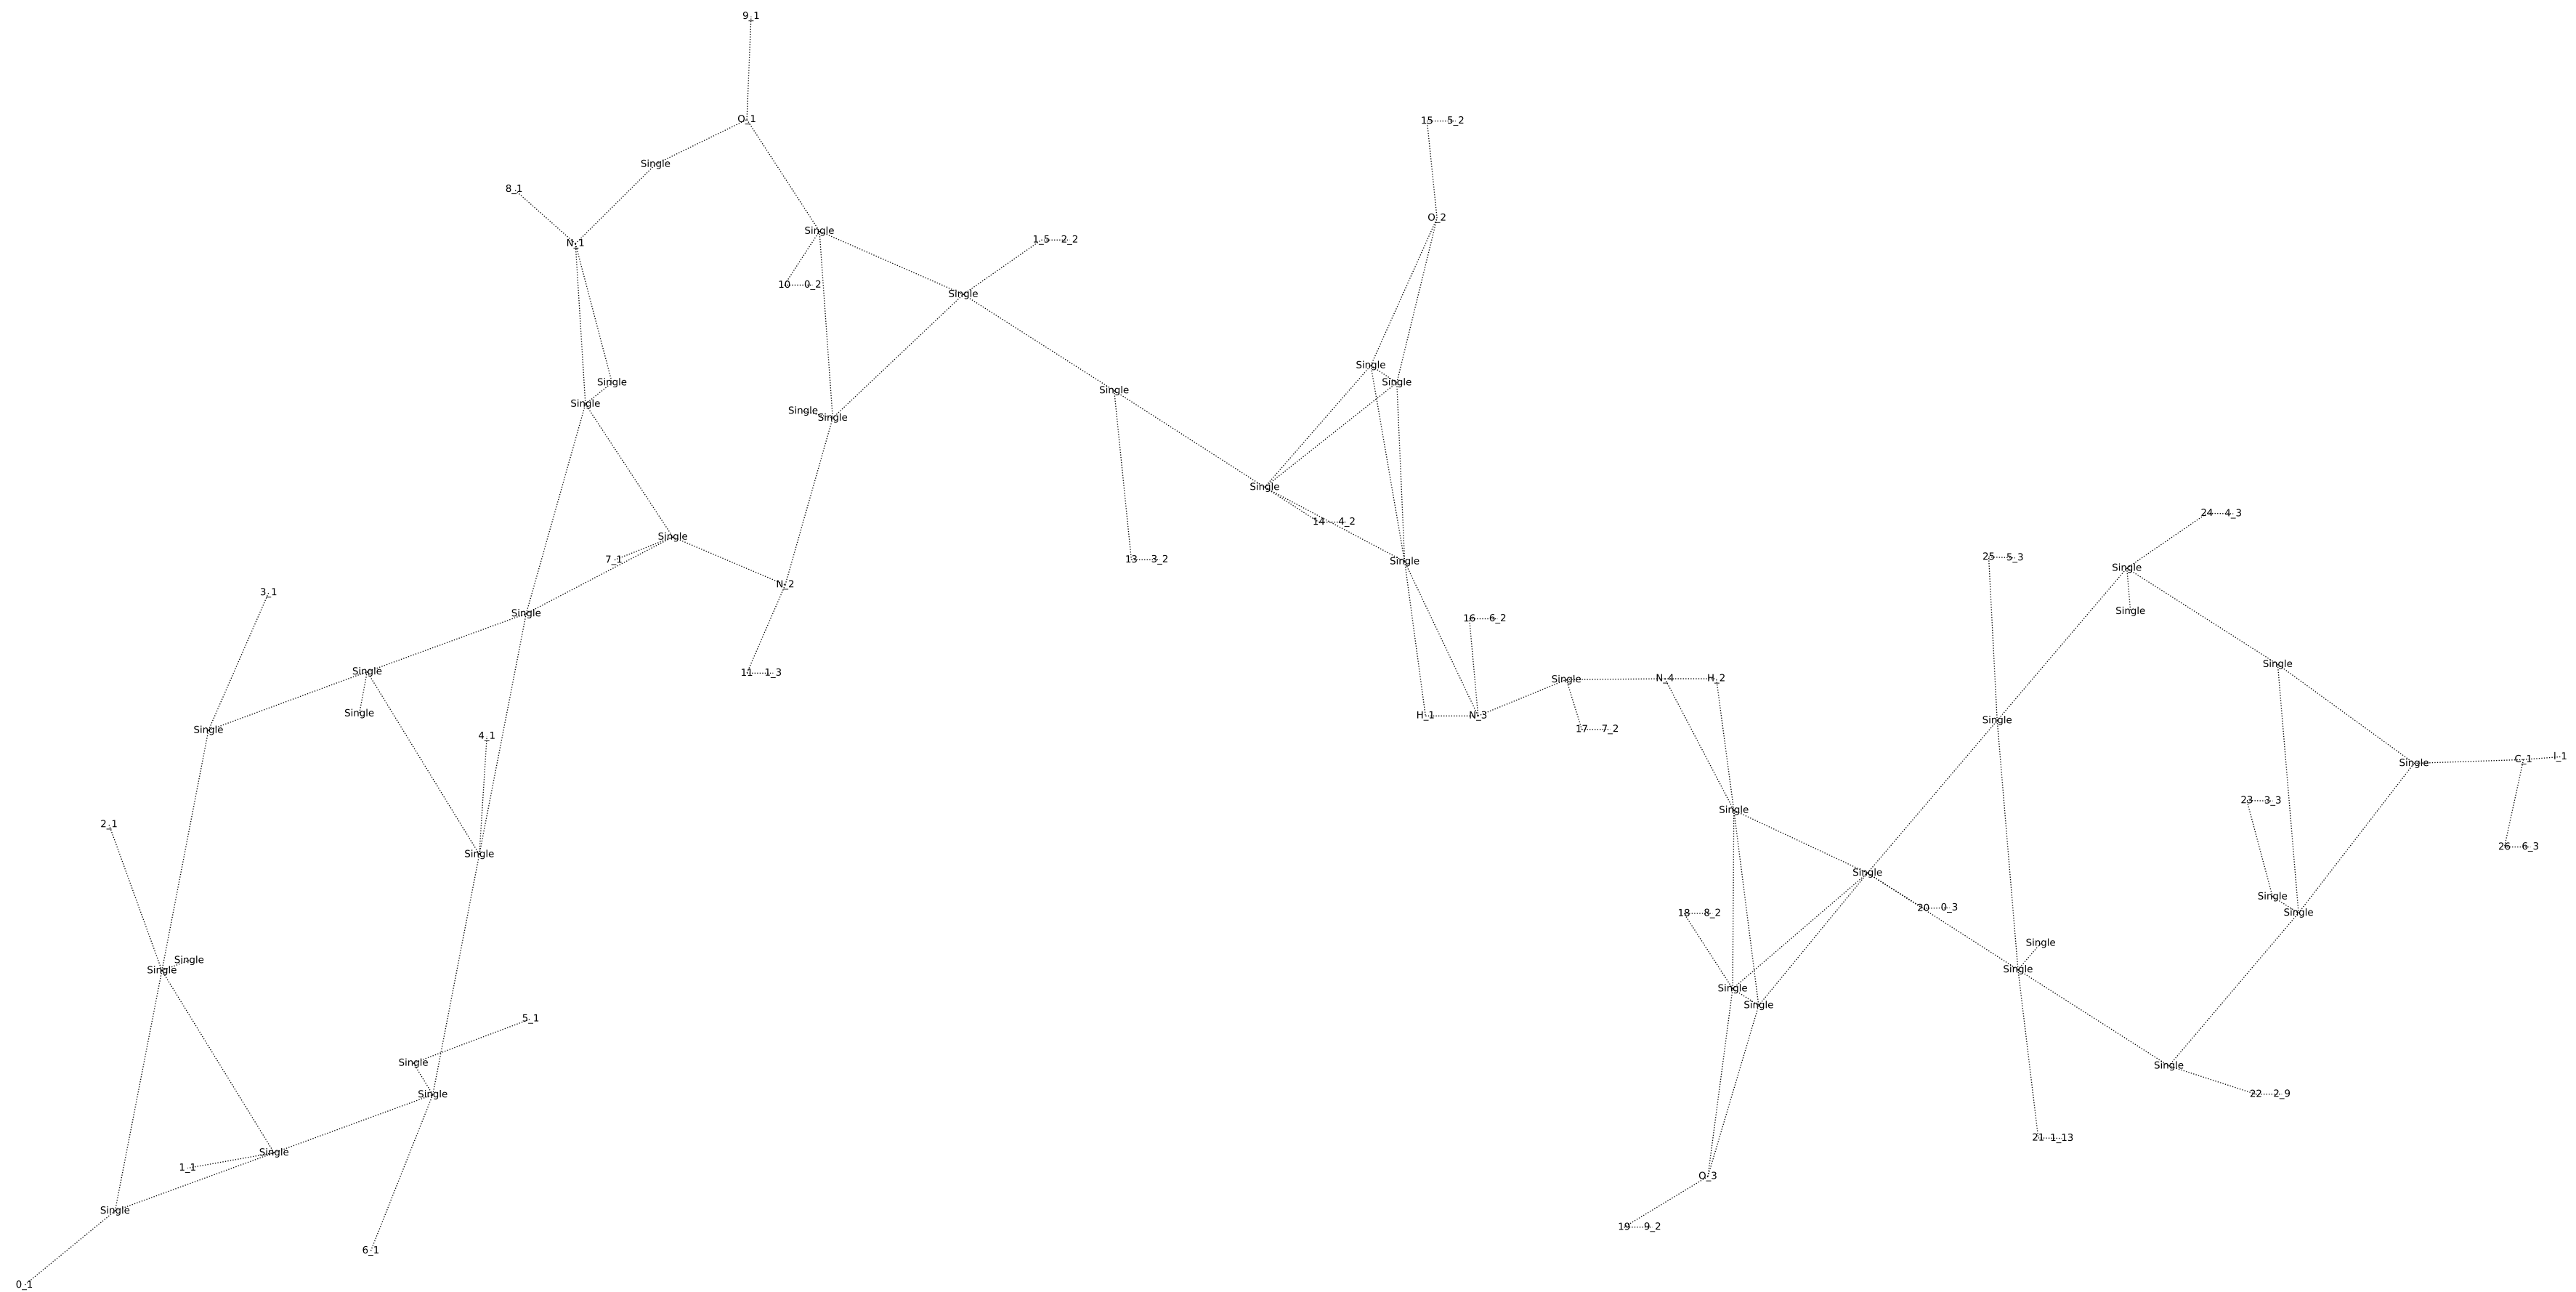 9_1
O_1
15 5_2
Single
8_1
O_2
Single
N_1
1_5 2_2
10 0_2
Single
Single
Single
Single
Single
Single
Single
Single
Single
Single
24 4_3
14 4_2
Single
25 5_3
7_1
13 3_2
Single
Single
N_2
3_1
Single
Single
16 6_2
Single
Single
11 1_3
Single
N_4
H_2
Single
H_1
N_3
Single
Single
17 7_2
4_1
C_1
I_1
Single
23 3_3
Single
2_1
26 6_3
Single
Single
Single
20 0_3
18 8_2
Single
Single
Single
Single
Single
Single
Single
5_1
Single
Single
Single
22 2_9
21 1_13
Single
1_1
O_3
Single
19 9_2
6_1
0_1